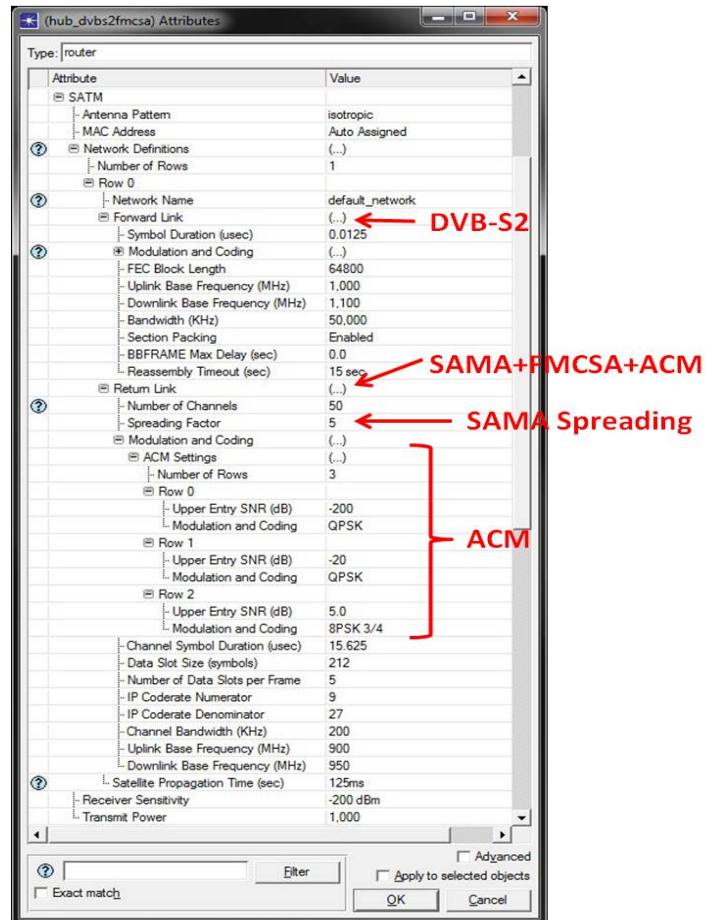 (hub_dvbs2fmcsa) Attributes
Type: router
Attribute Value
SATM
Antenna Pattern isotropic
MAC Address Auto Assigned
Network Definitions (...)
Number of Rows 1
Row 0
Network Name default_network
Forward Link (...) DVB-S2
Symbol Duration (usec) 0.0125
Modulation and Coding (...)
FEC Block Length 64800
Uplink Base Frequency (MHz) 1,000
Downlink Base Frequency (MHz) 1,100
Bandwidth (KHz) 50,000
Section Packing Enabled
BBFRAME Max Delay (sec) 0.0
Reassembly Timeout (sec) 15 sec
SAMA+FMCSA+ACM
Return Link (...)
Number of Channels 50
Spreading Factor 5 SAMA Spreading
Modulation and Coding (...)
ACM Settings (...)
Number of Rows 3
Row 0
Upper Entry SNR (dB) -200
Modulation and Coding QPSK
Row 1 ACM
Upper Entry SNR (dB) -20
Modulation and Coding QPSK
Row 2
Upper Entry SNR (dB) 5.0
Modulation and Coding 8PSK 3/4
Channel Symbol Duration (usec) 15.625
Data Slot Size (symbols) 212
Number of Data Slots per Frame 5
IP Coderate Numerator 9
IP Coderate Denominator 27
Channel Bandwidth (KHz) 200
Uplink Base Frequency (MHz) 900
Downlink Base Frequency (MHz) 950
Satellite Propagation Time (sec) 125ms
Receiver Sensitivity -200 dBm
Transmit Power 1,000
Advanced
Filter Apply to selected objects
Exact match OK Cancel